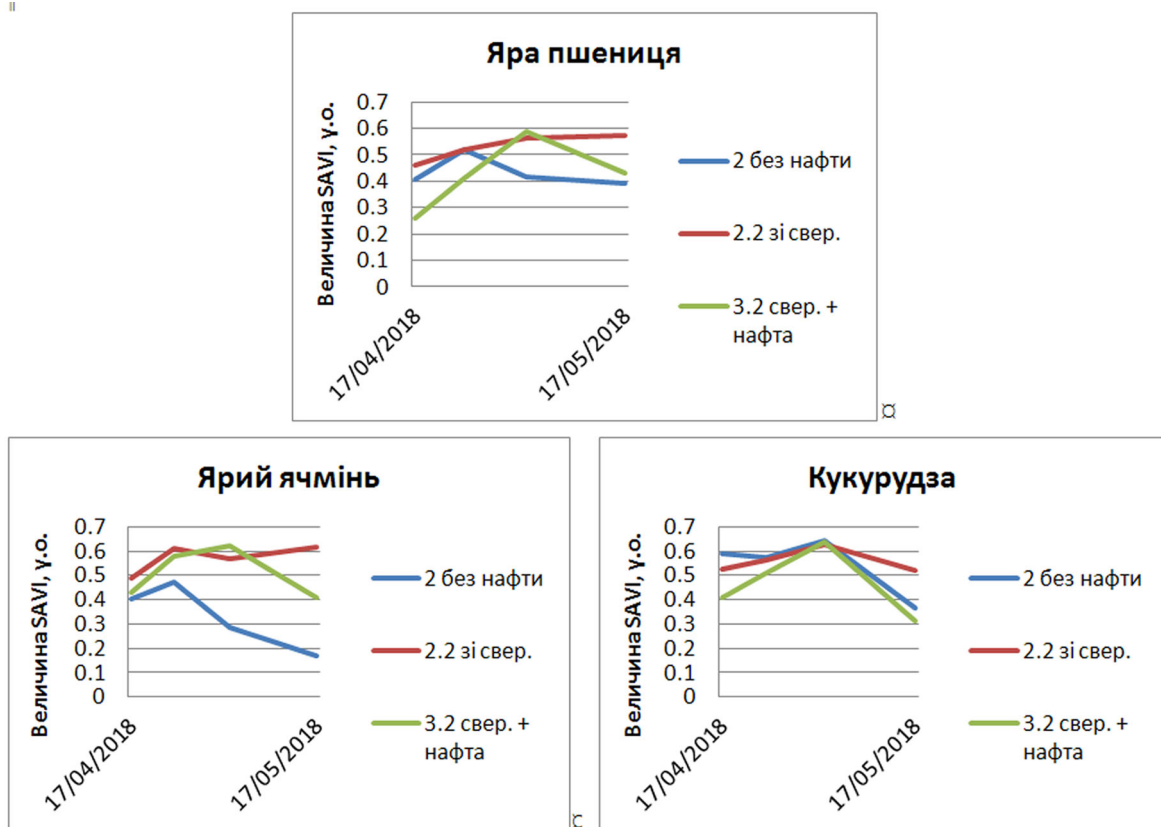 Яра пшениця
Величина SAVI, у.о.
0.7
0.6
0.5
0.4
0.3
0.2
0.1
0
17/04/2018
17/05/2018
2 без нафти
2.2 зі свер.
3.2 свер. +
нафта
Ярий ячмінь
Величина SAVI, у.о.
0.7
0.6
0.5
0.4
0.3
0.2
0.1
0
17/04/2018
17/05/2018
2 без нафти
2.2 зі свер.
3.2 свер. +
нафта
Кукурудза
Величина SAVI, у.о.
0.7
0.6
0.5
0.4
0.3
0.2
0.1
0
17/04/2018
17/05/2018
2 без нафти
2.2 зі свер.
3.2 свер. +
нафта